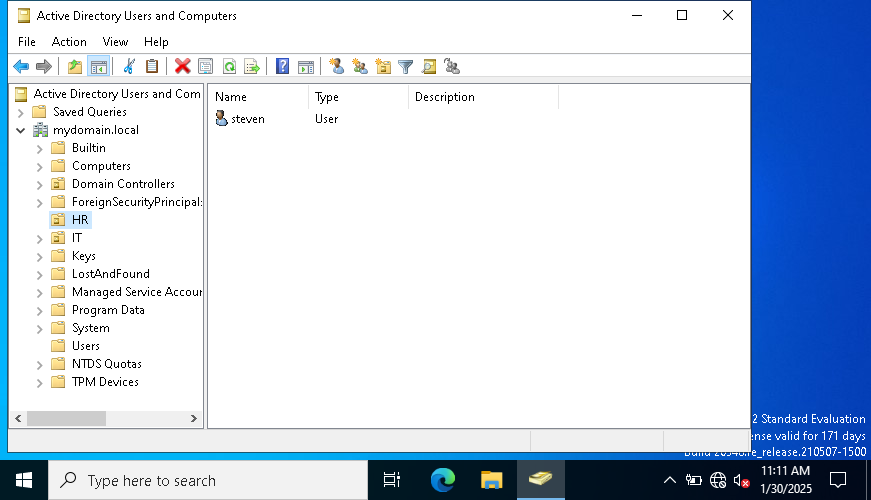 Active Directory Users and Computers
File Action View Help
Active Directory Users and Com
Saved Queries
mydomain.local
Builtin
Computers
Domain Controllers
ForeignSecurityPrincipal:
HR
IT
Keys
LostAndFound
Managed Service Accour
Program Data
System
Users
NTDS Quotas
TPM Devices
Name Type Description
steven User
2 Standard Evaluation
ense valid for 171 days
.210507-1500
Type here to search
11:11 AM
1/30/2025